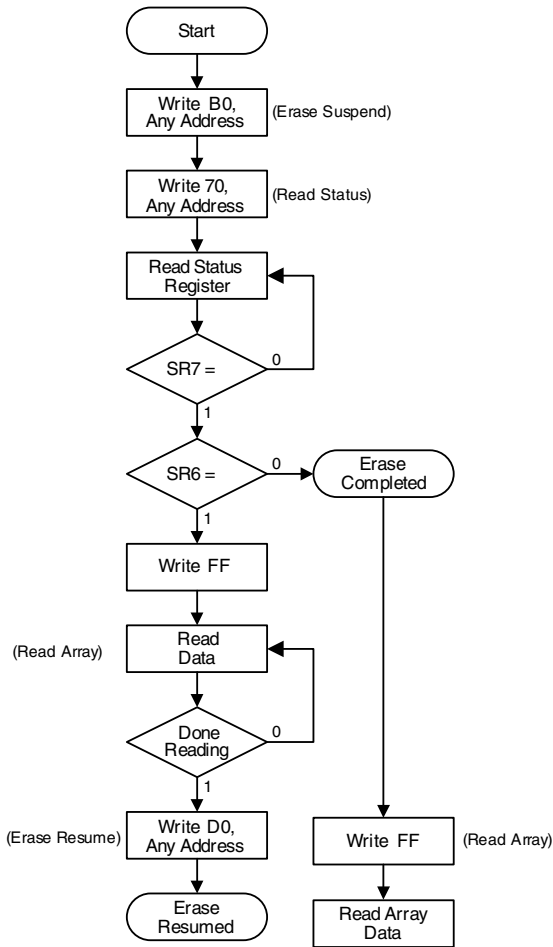 Start
Write B0,
Any Address
(Erase Suspend)
Write 70,
Any Address
(Read Status)
Read Status
Register
SR7 =
0
1
SR6 =
0
Erase
Completed
1
Write FF
(Read Array)
Read
Data
Done
Reading
0
1
(Erase Resume)
Write D0,
Any Address
Write FF
(Read Array)
Erase
Resumed
Read Array
Data